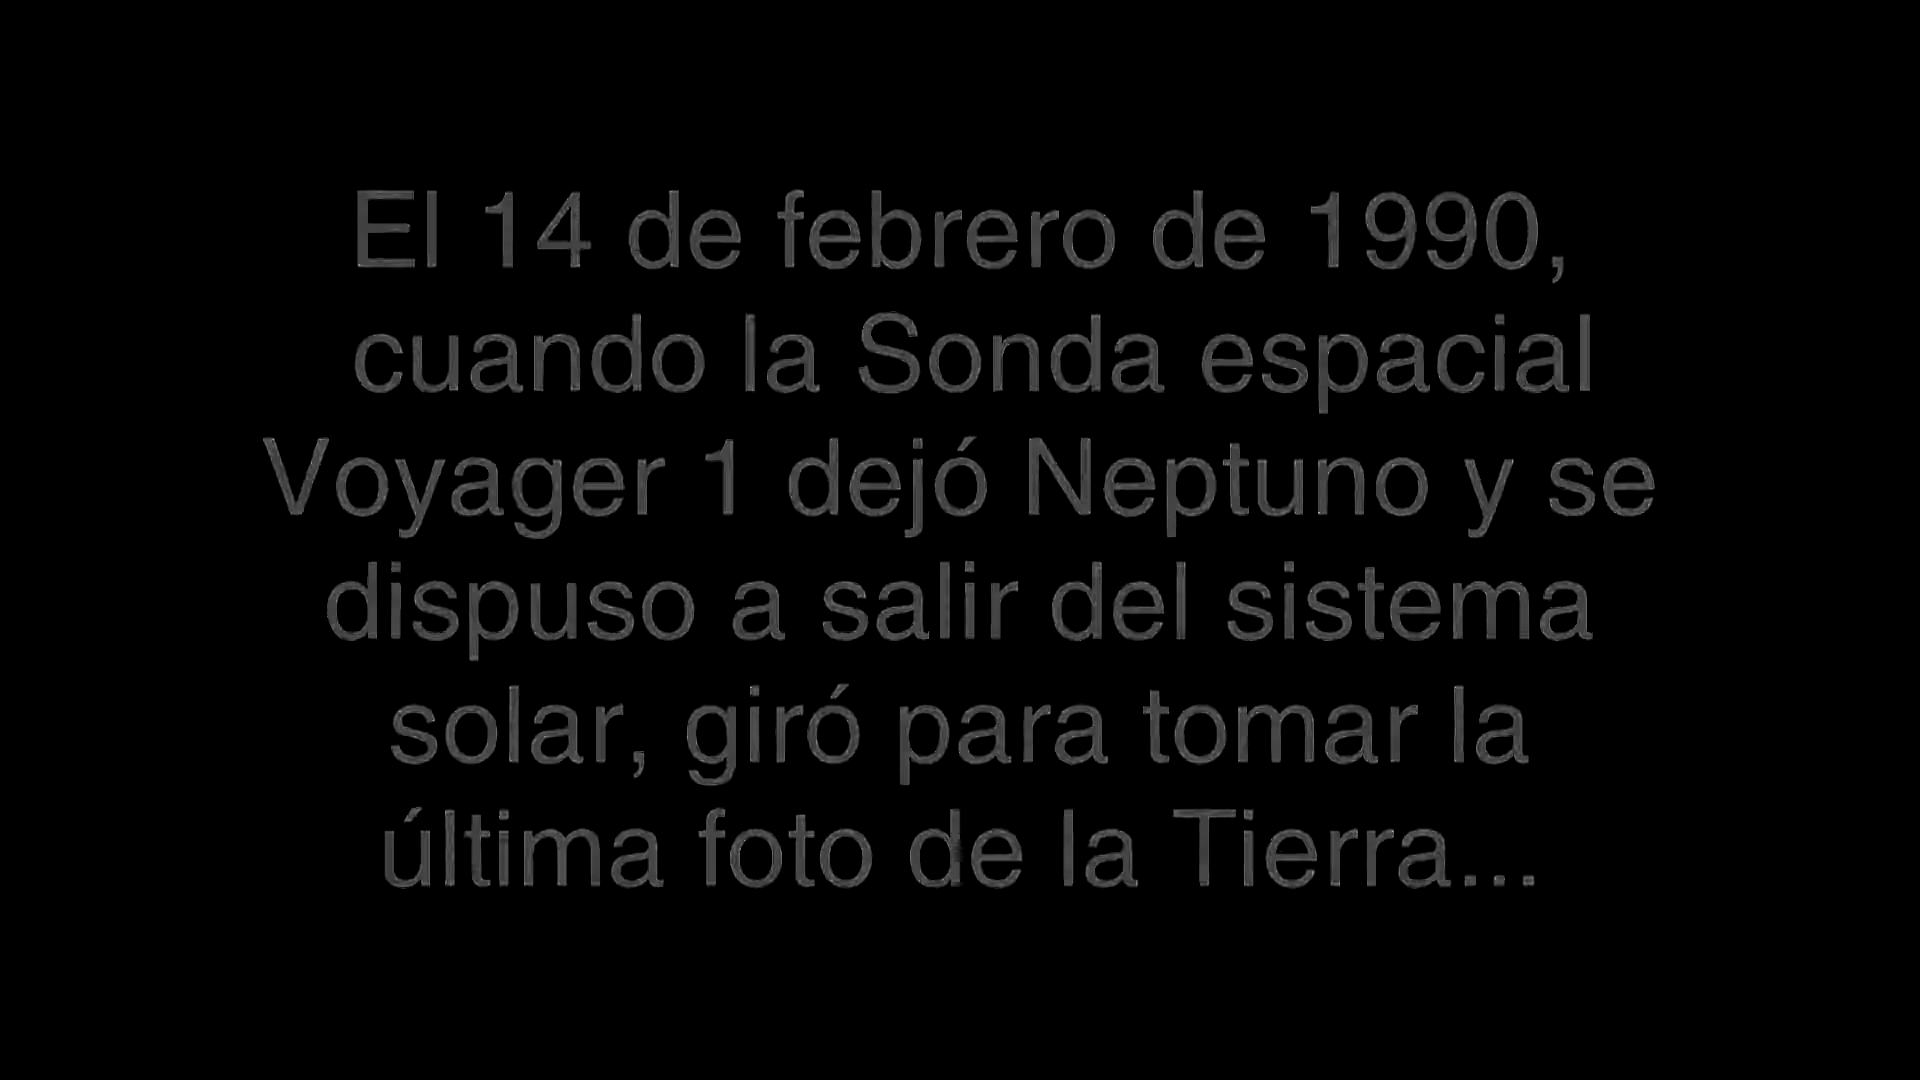 El 14 de febrero de 1990,
cuando la Sonda espacial
Voyager 1 dejó Neptuno y se
dispuso a salir del sistema
solar, giró para tomar la
última foto de la Tierra...